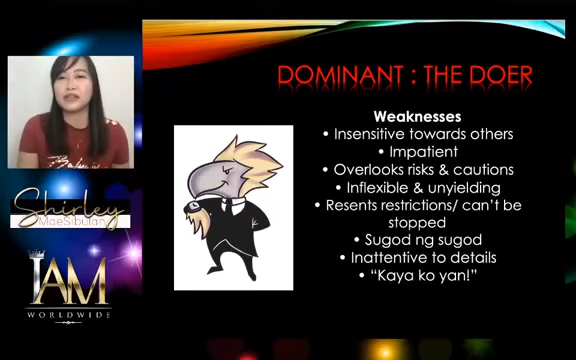 DOMINANT : THE DOER
Weaknesses
• Insensitive towards others
• Impatient
• Overlooks risks & cautions
• Inflexible & unyielding
• Resents restrictions/ can't be
stopped
• Sugod ng sugod
• Inattentive to details
• "Kaya ko yan!"
Shirley
MaeSibulan
IAM
WORLDWIDE